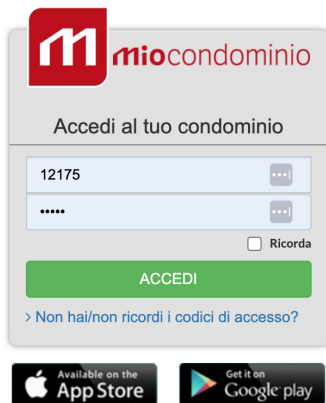 miocondominio
Accedi al tuo condominio
12175
•••••
Ricorda
ACCEDI
> Non hai/non ricordi i codici di accesso?
Available on the
App Store
Get it on
Google play